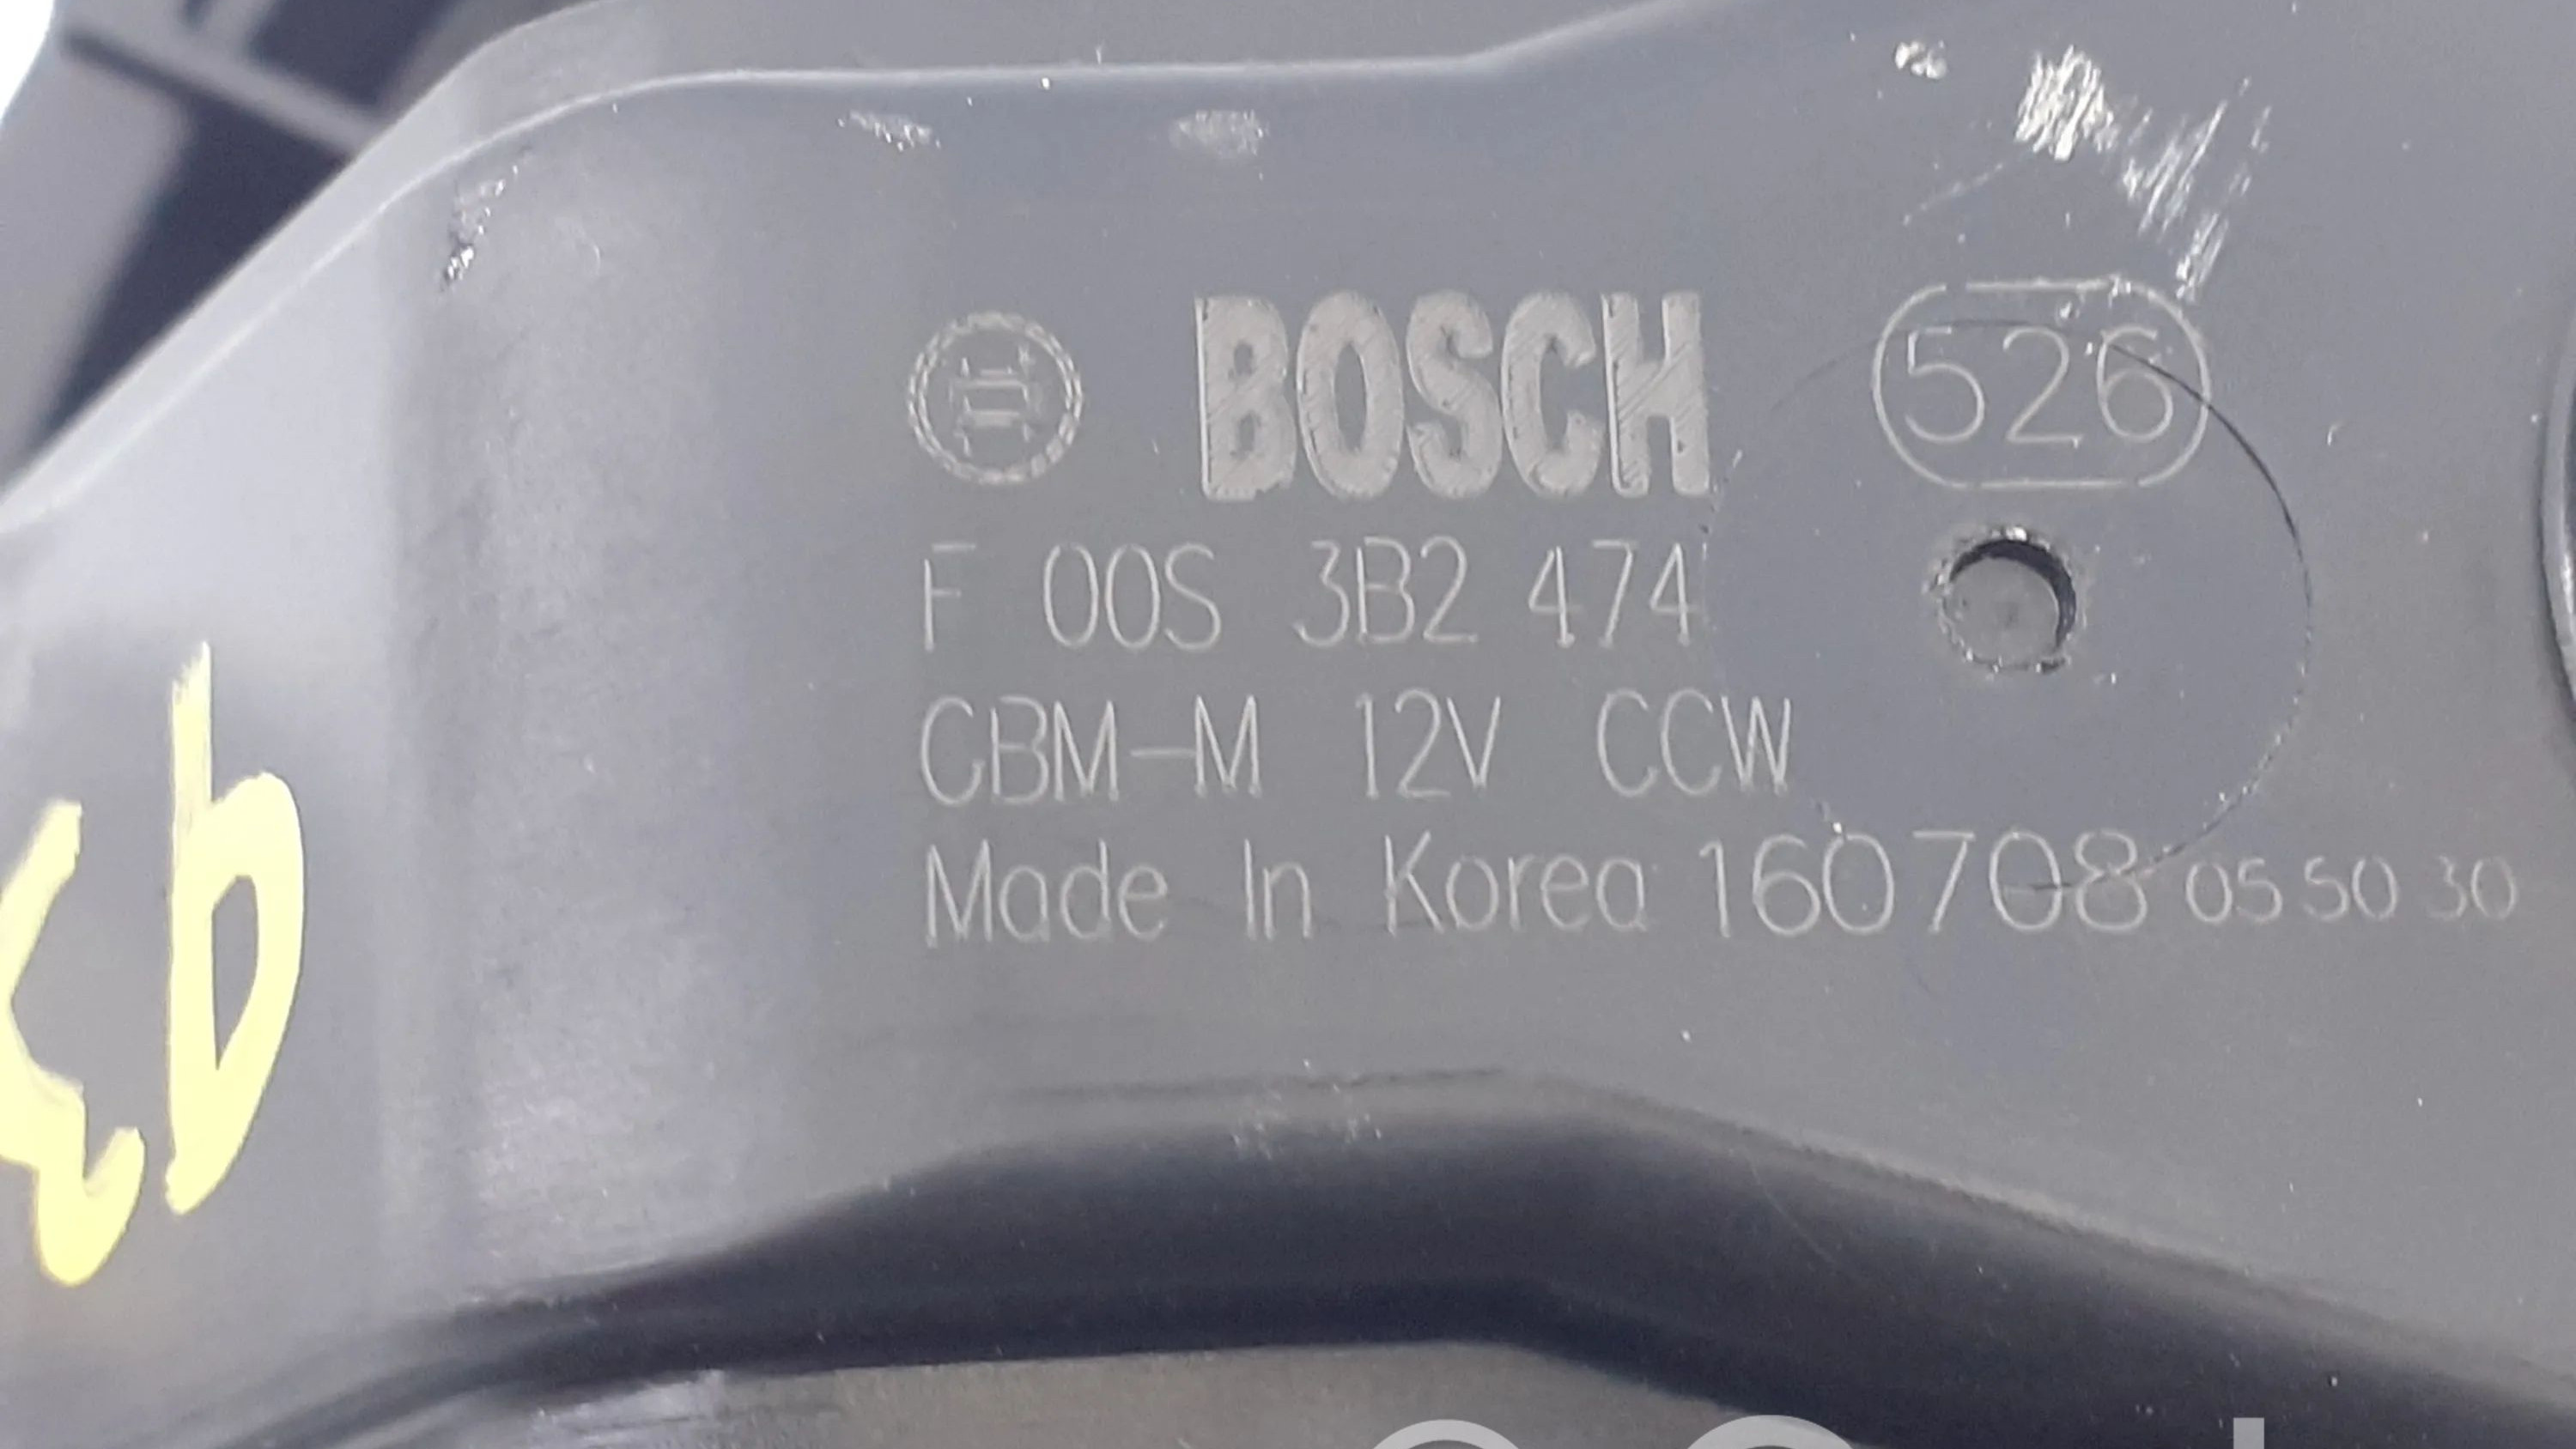 BOSCH 526
F 00S 3B2 474
CBM-M 12V CCW
Made In Korea 160708 05 50 30